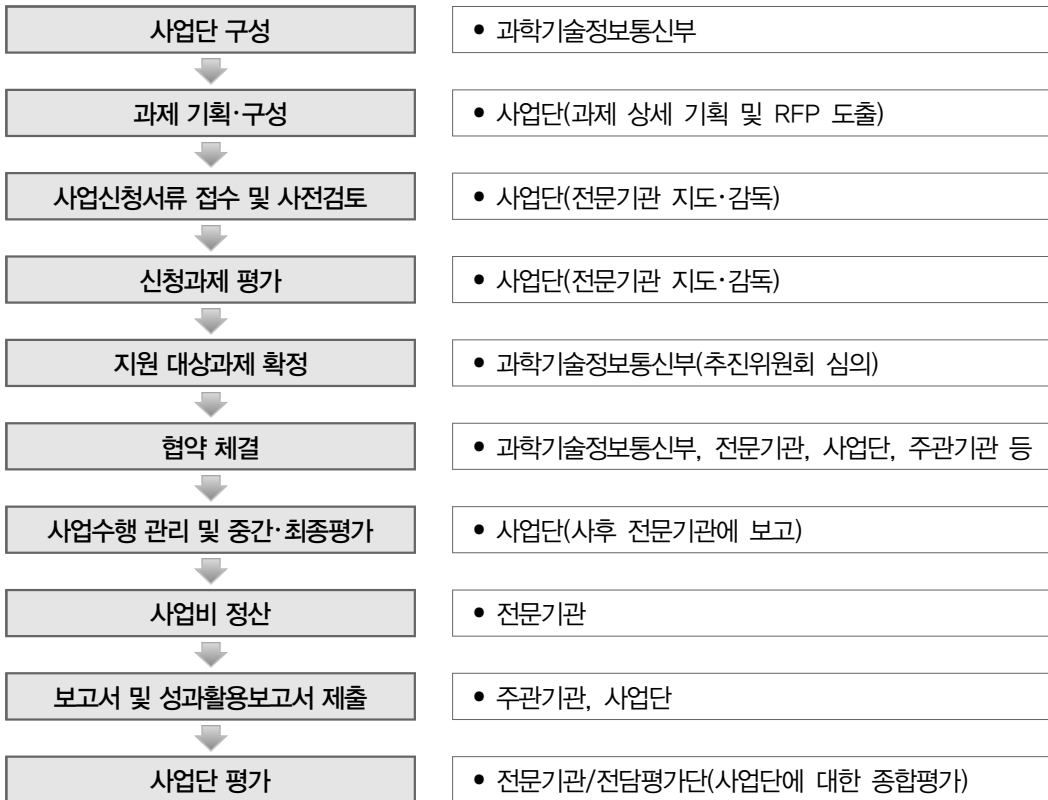 사업단 구성
• 과학기술정보통신부
과제 기획·구성
• 사업단(과제 상세 기획 및 RFP 도출)
사업신청서류 접수 및 사전검토
• 사업단(전문기관 지도·감독)
신청과제 평가
• 사업단(전문기관 지도·감독)
지원 대상과제 확정
• 과학기술정보통신부(추진위원회 심의)
협약 체결
• 과학기술정보통신부, 전문기관, 사업단, 주관기관 등
사업수행 관리 및 중간·최종평가
• 사업단(사후 전문기관에 보고)
사업비 정산
• 전문기관
보고서 및 성과활용보고서 제출
• 주관기관, 사업단
사업단 평가
• 전문기관/전담평가단(사업단에 대한 종합평가)